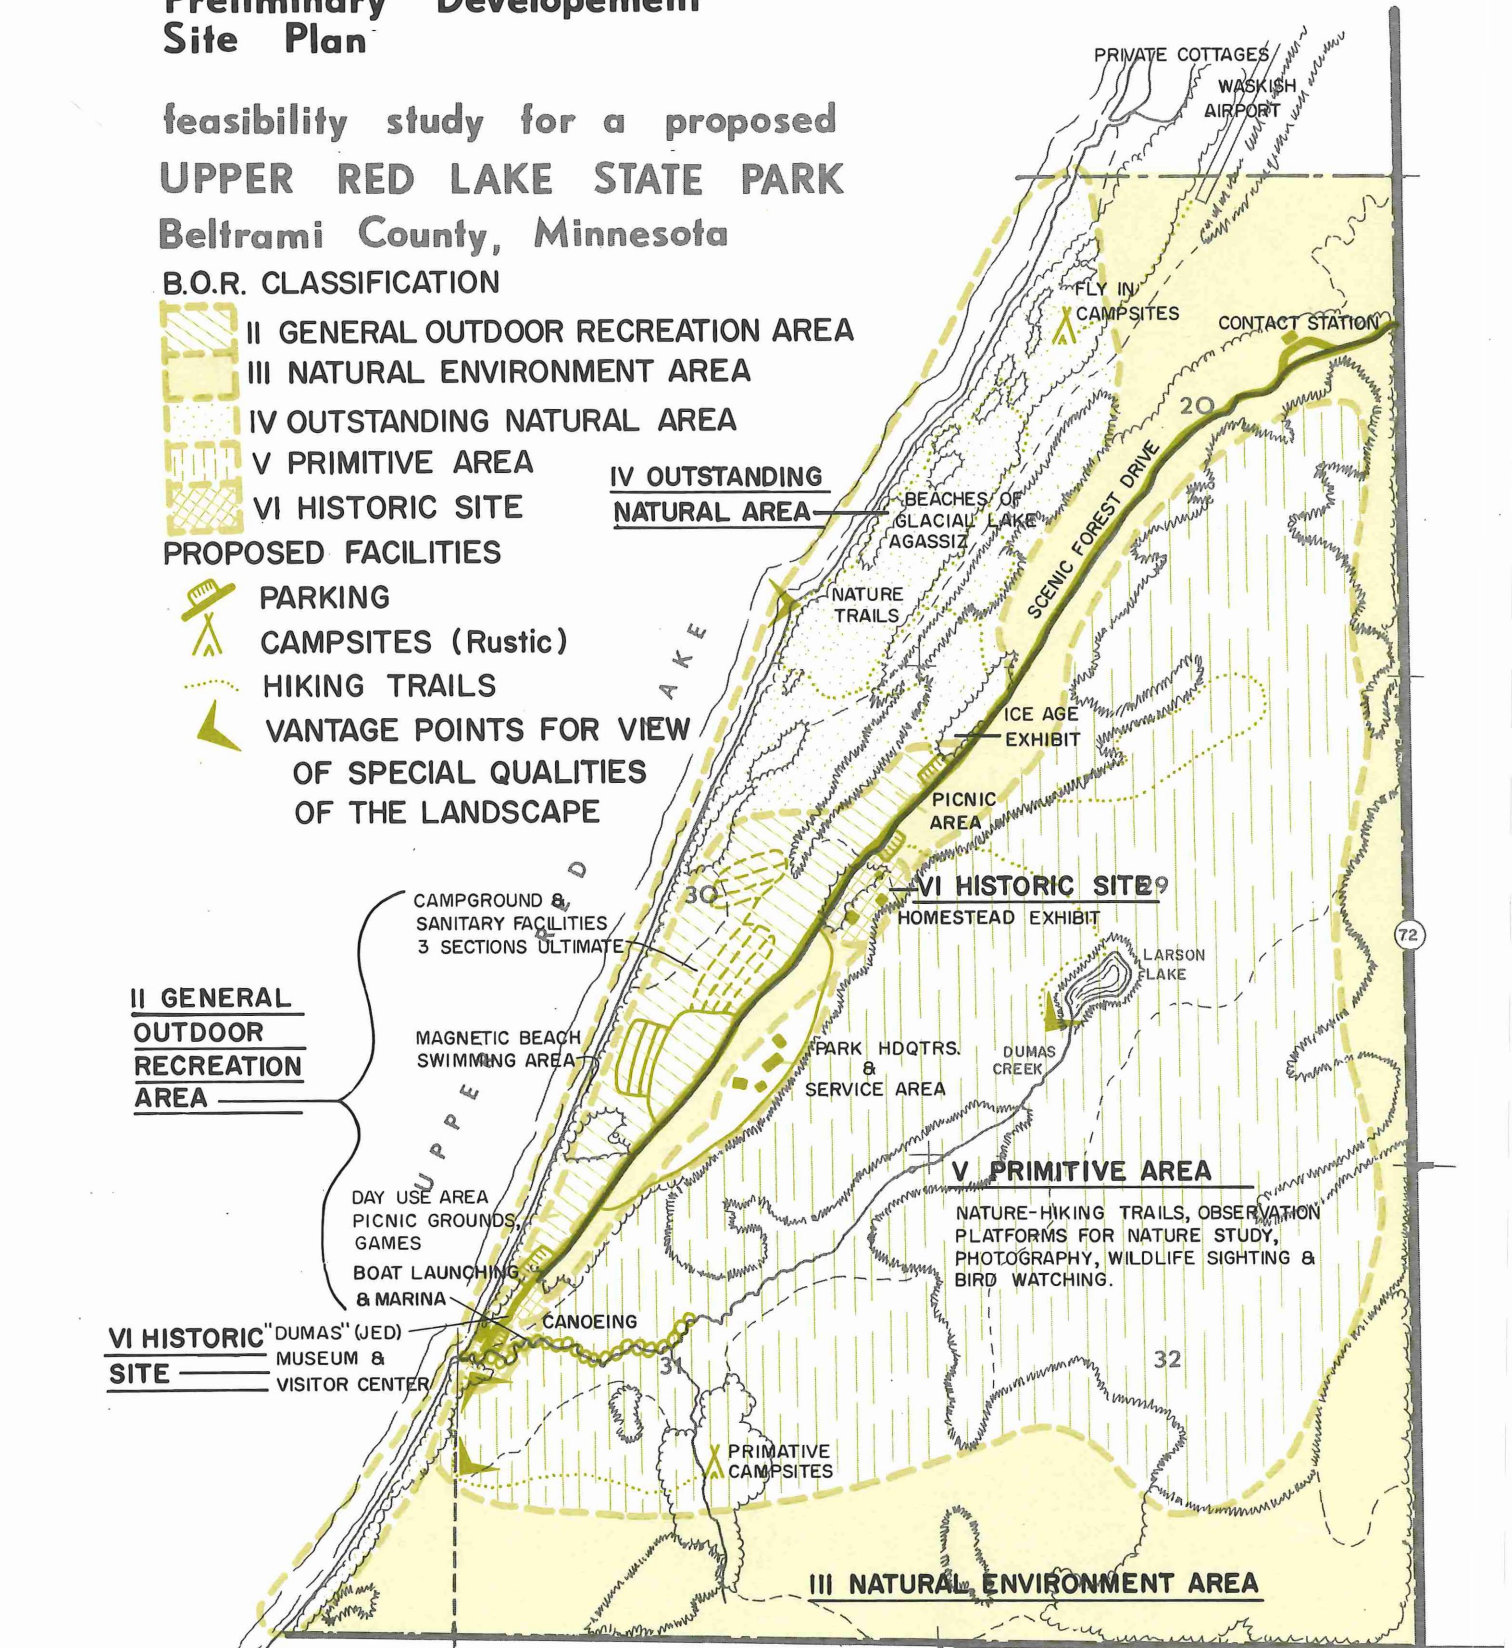 Preliminary Developement
Site Plan
feasibility study for a proposed
UPPER RED LAKE STATE PARK
Beltrami County, Minnesota
B.O.R. CLASSIFICATION
II GENERAL OUTDOOR RECREATION AREA
III NATURAL ENVIRONMENT AREA
IV OUTSTANDING NATURAL AREA
V PRIMITIVE AREA
VI HISTORIC SITE
PROPOSED FACILITIES
PARKING
CAMPSITES (Rustic)
HIKING TRAILS
VANTAGE POINTS FOR VIEW
OF SPECIAL QUALITIES
OF THE LANDSCAPE
PRIVATE COTTAGES
WASKISH
AIRPORT
FLY IN
CAMPSITES
CONTACT STATION
20
SCENIC FOREST DRIVE
IV OUTSTANDING
NATURAL AREA
BEACHES OF
GLACIAL LAKE
AGASSIZ
NATURE
TRAILS
ICE AGE
EXHIBIT
PICNIC
AREA
VI HISTORIC SITE
29
HOMESTEAD EXHIBIT
30
72
LARSON
LAKE
DUMAS
CREEK
UPPER RED LAKE
CAMPGROUND &
SANITARY FACILITIES
3 SECTIONS ULTIMATE
II GENERAL
OUTDOOR
RECREATION
AREA
MAGNETIC BEACH
SWIMMING AREA
PARK HDQTRS.
&
SERVICE AREA
DAY USE AREA
PICNIC GROUNDS,
GAMES
BOAT LAUNCHING
& MARINA
V PRIMITIVE AREA
NATURE-HIKING TRAILS, OBSERVATION
PLATFORMS FOR NATURE STUDY,
PHOTOGRAPHY, WILDLIFE SIGHTING &
BIRD WATCHING.
CANOEING
VI HISTORIC
SITE
"DUMAS" (JED)
MUSEUM &
VISITOR CENTER
31
32
PRIMATIVE
CAMPSITES
III NATURAL ENVIRONMENT AREA